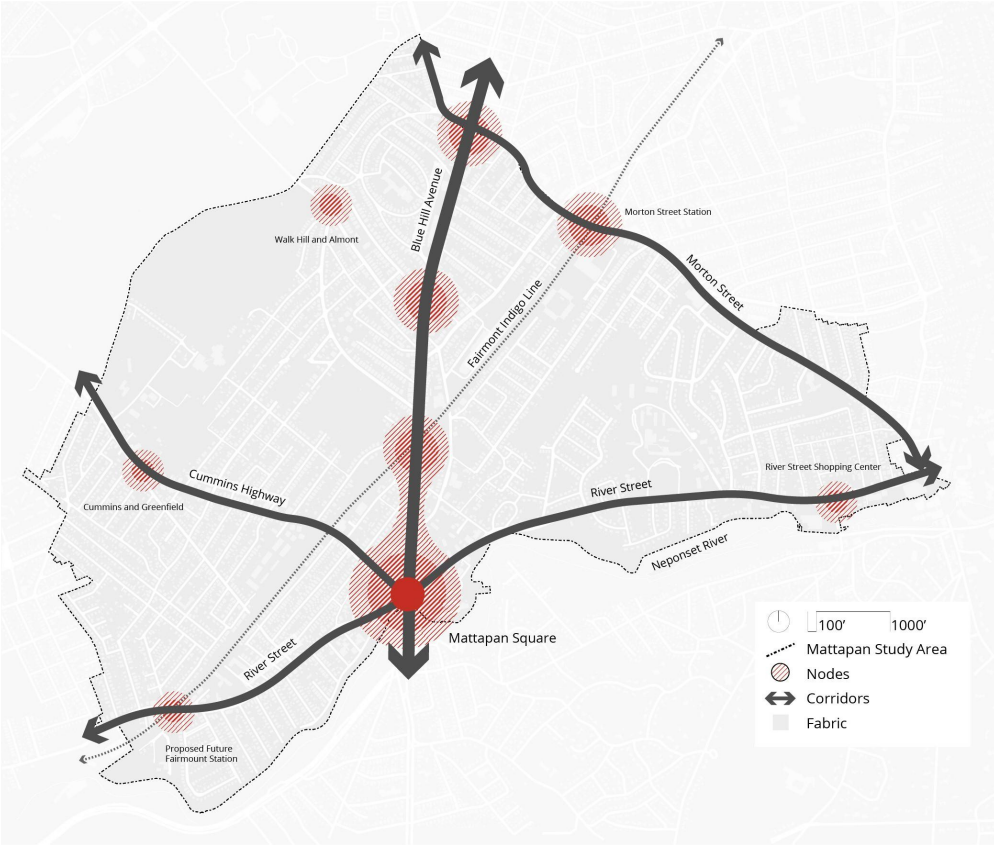 Blue Hill Avenue
Walk Hill and Almont
Morton Street Station
Morton Street
Fairmont Indigo Line
Cummins Highway
Cummins and Greenfield
River Street Shopping Center
River Street
Neponset River
Mattapan Square
River Street
Proposed Future
Fairmount Station
100’ 1000’
Mattapan Study Area
Nodes
Corridors
Fabric